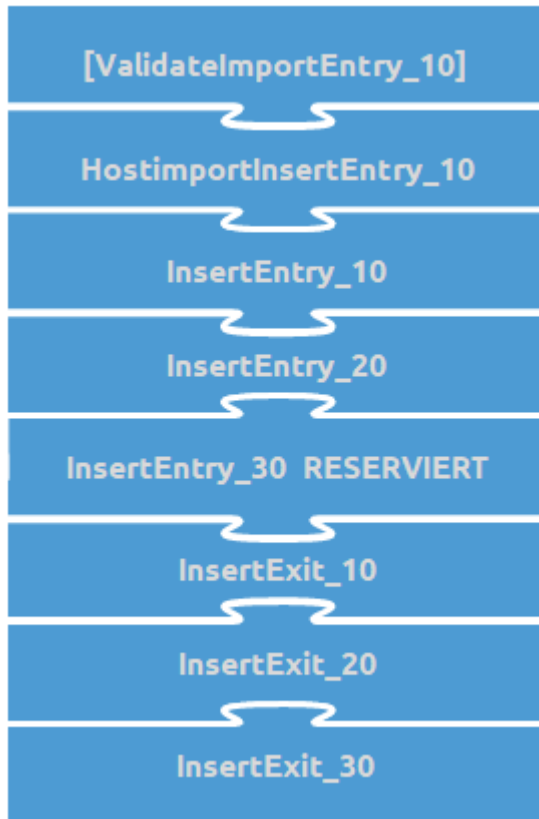 [ValidateImportEntry_10]
HostimportInsertEntry_10
InsertEntry_10
InsertEntry_20
InsertEntry_30 RESERVIERT
InsertExit_10
InsertExit_20
InsertExit_30